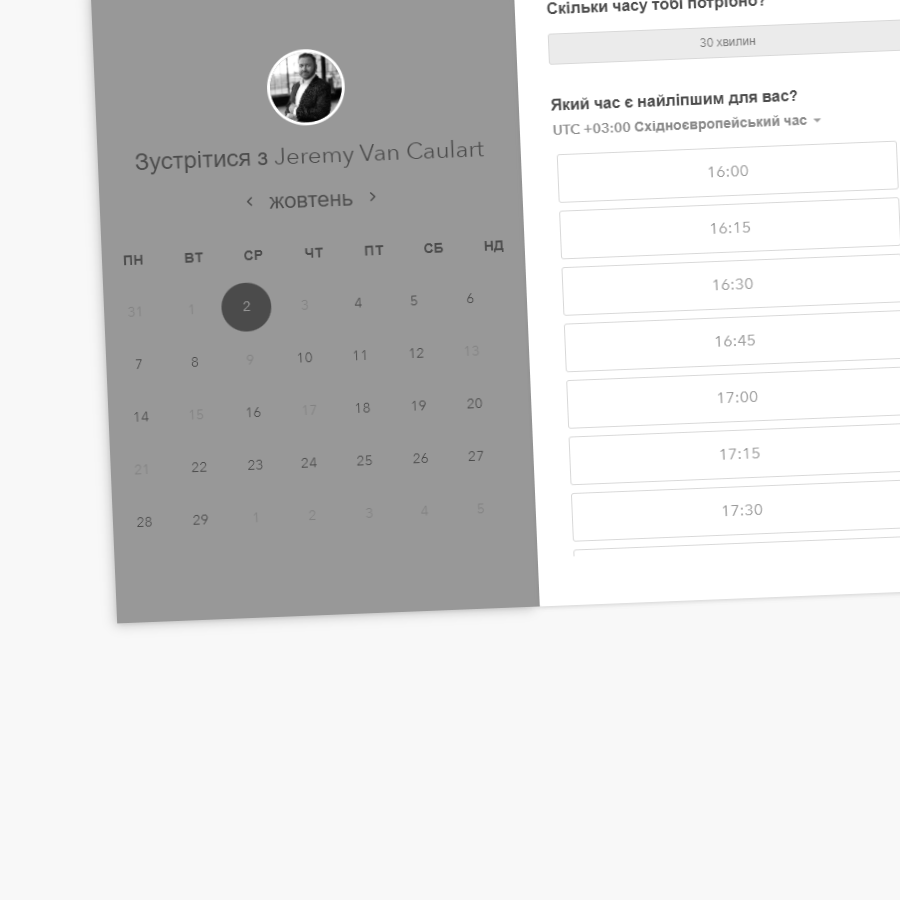 Зустрітися з Jeremy Van Caulart
‹ жовтень ›
ПН ВТ СР ЧТ ПТ СБ НД
31 1 2 3 4 5 6
7 8 9 10 11 12 13
14 15 16 17 18 19 20
21 22 23 24 25 26 27
28 29 1 2 3 4 5
Скільки часу тобі потрібно?
30 хвилин
Який час є найліпшим для вас?
UTC +03:00 Східноєвропейський час
16:00
16:15
16:30
16:45
17:00
17:15
17:30